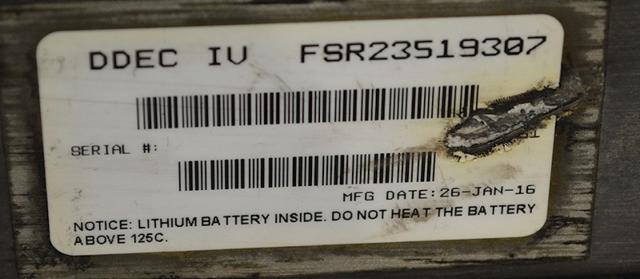 DDEC IV FSR23519307
SERIAL #:
MFG DATE:26-JAN-16
NOTICE: LITHIUM BATTERY INSIDE. DO NOT HEAT THE BATTERY
ABOVE 125C.